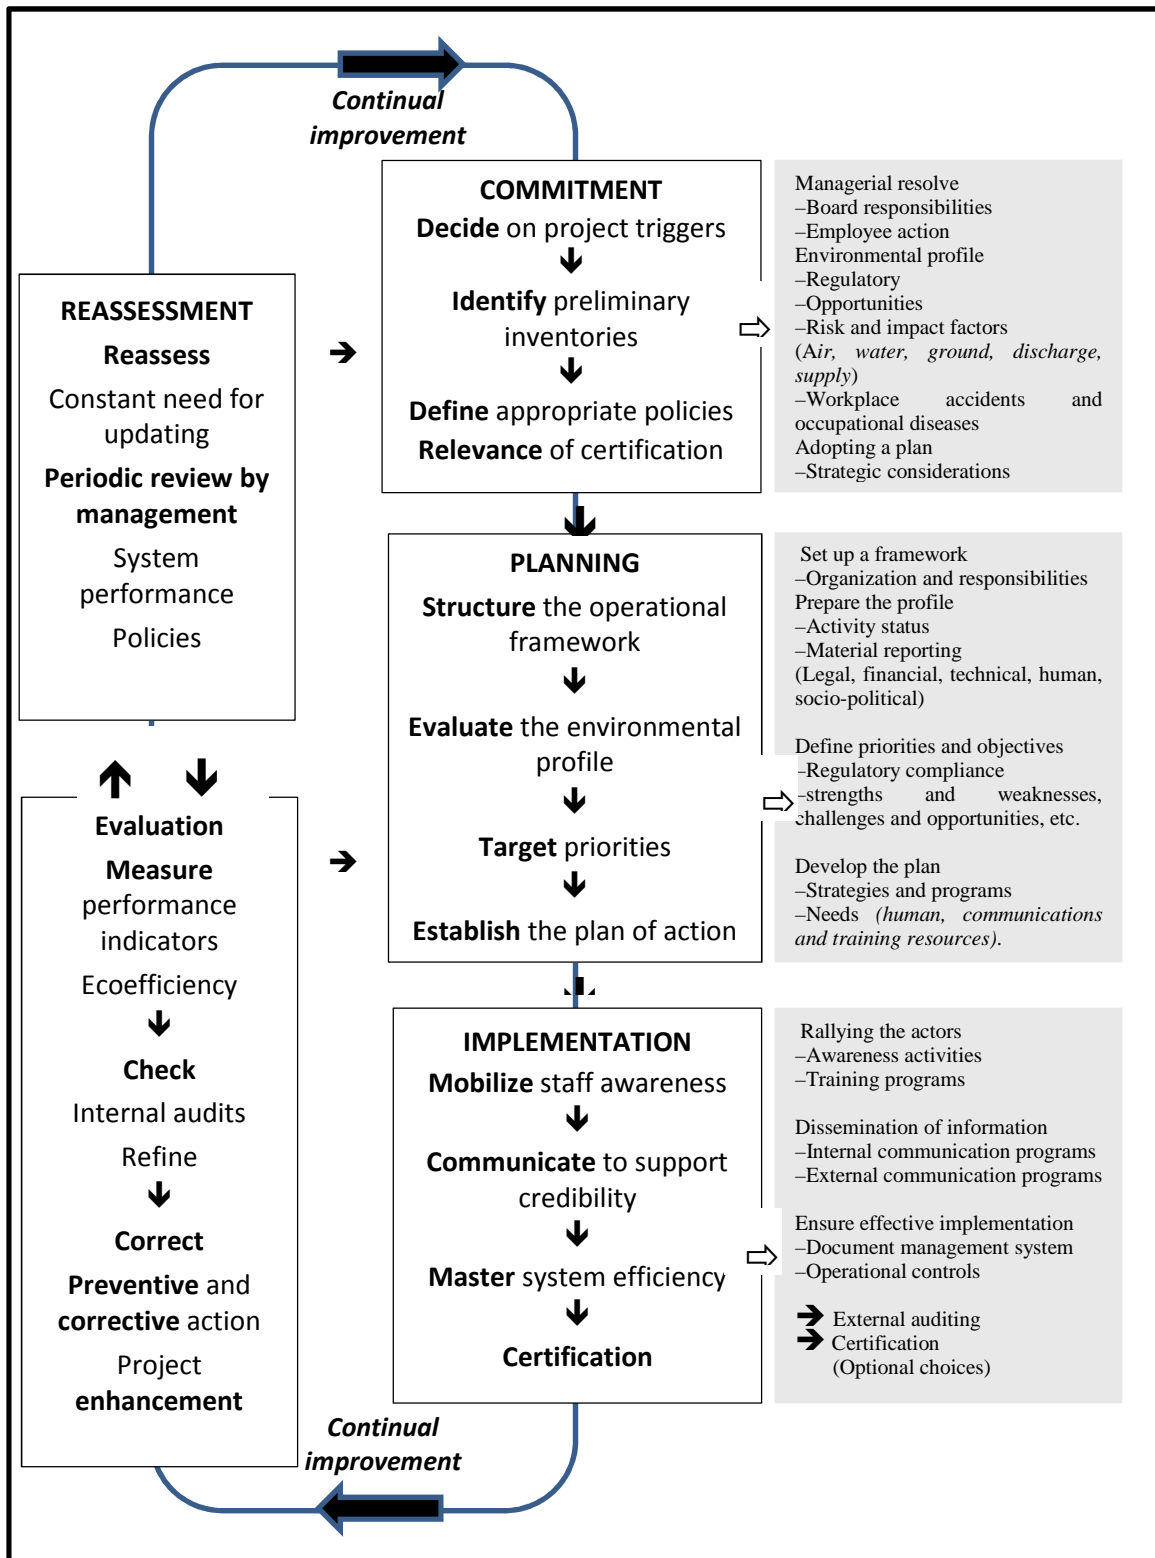 Continual
improvement
REASSESSMENT
Reassess
Constant need for
updating
Periodic review by
management
System
performance
Policies
Evaluation
Measure
performance
indicators
Ecoefficiency
Check
Internal audits
Refine
Correct
Preventive and
corrective action
Project
enhancement
COMMITMENT
Decide on project triggers
Identify preliminary
inventories
Define appropriate policies
Relevance of certification
Managerial resolve
–Board responsibilities
–Employee action
Environmental profile
–Regulatory
–Opportunities
–Risk and impact factors
(Air, water, ground, discharge,
supply)
–Workplace accidents and
occupational diseases
Adopting a plan
–Strategic considerations
PLANNING
Structure the operational
framework
Evaluate the environmental
profile
Target priorities
Establish the plan of action
Set up a framework
–Organization and responsibilities
Prepare the profile
–Activity status
–Material reporting
(Legal, financial, technical, human,
socio-political)
Define priorities and objectives
–Regulatory compliance
–strengths and weaknesses,
challenges and opportunities, etc.
Develop the plan
–Strategies and programs
–Needs (human, communications
and training resources).
IMPLEMENTATION
Mobilize staff awareness
Communicate to support
credibility
Master system efficiency
Certification
Rallying the actors
–Awareness activities
–Training programs
Dissemination of information
–Internal communication programs
–External communication programs
Ensure effective implementation
–Document management system
–Operational controls
External auditing
Certification
(Optional choices)
Continual
improvement